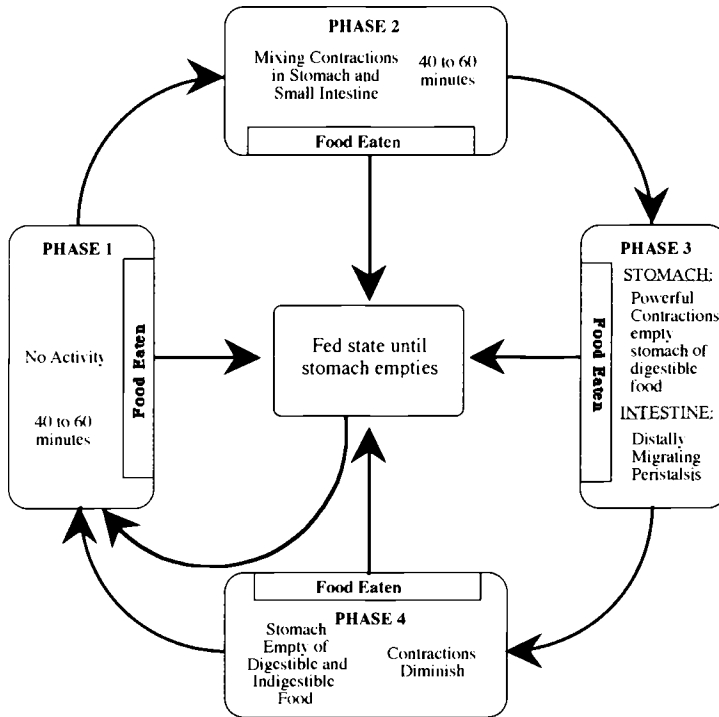 PHASE 2
Mixing Contractions
in Stomach and
Small Intestine
40 to 60
minutes
Food Eaten
PHASE 1
No Activity
40 to 60
minutes
Food Eaten
Fed state until
stomach empties
PHASE 3
STOMACH:
Powerful
Contractions
empty
stomach of
digestible
food
INTESTINE:
Distally
Migrating
Peristalsis
Food Eaten
Food Eaten
PHASE 4
Stomach
Empty of
Digestible and
Indigestible
Food
Contractions
Diminish